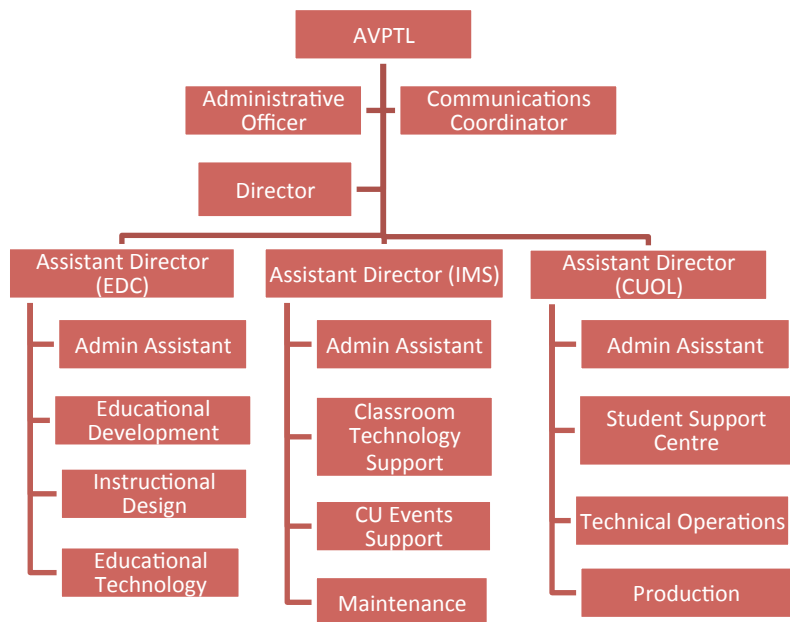 AVPTL
Administrative
Officer
Communications
Coordinator
Director
Assistant Director
(EDC)
Admin Assistant
Educational
Development
Instructional
Design
Educational
Technology
Assistant Director (IMS)
Admin Assistant
Classroom
Technology
Support
CU Events
Support
Maintenance
Assistant Director
(CUOL)
Admin Asisstant
Student Support
Centre
Technical Operations
Production